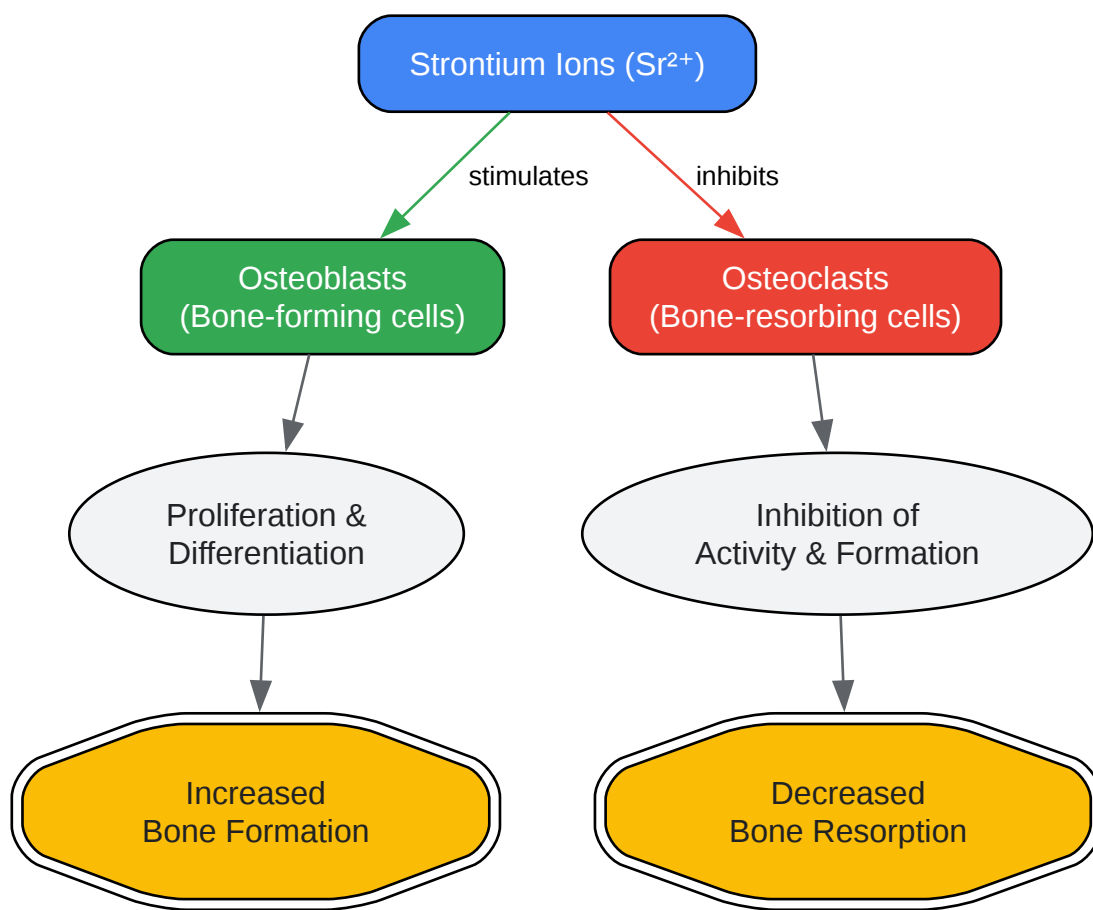 Strontium Ions (Sr²⁺)
stimulates
inhibits
Osteoblasts
(Bone-forming cells)
Osteoclasts
(Bone-resorbing cells)
Proliferation &
Differentiation
Inhibition of
Activity & Formation
Increased
Bone Formation
Decreased
Bone Resorption